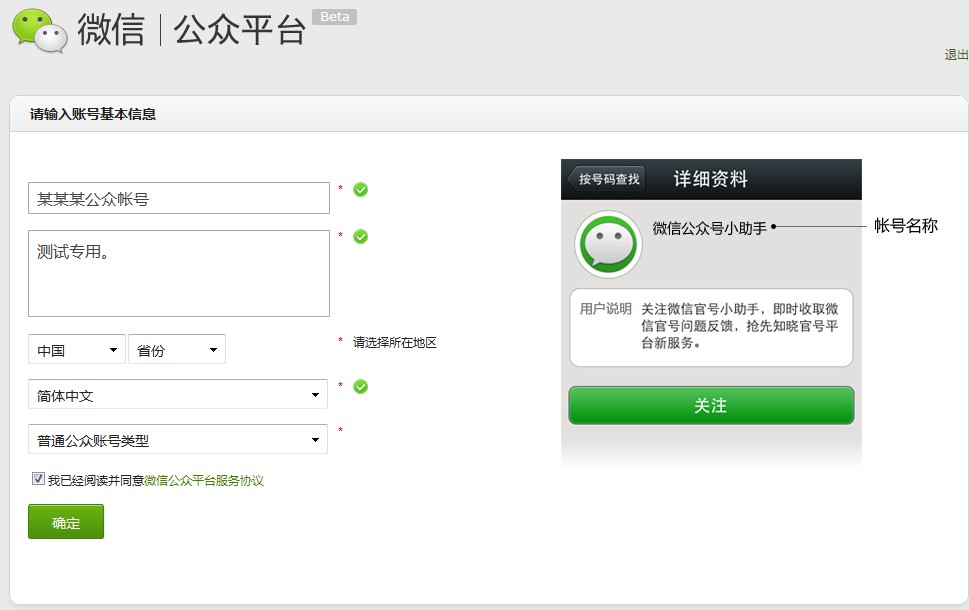 微信 公众平台 Beta
退出
请输入账号基本信息
某某某公众帐号 *
测试专用。 *
中国 省份 * 请选择所在地区
简体中文 *
普通公众账号类型 *
我已经阅读并同意微信公众平台服务协议
确定
按号码查找 详细资料
微信公众号小助手 帐号名称
用户说明 关注微信官号小助手，即时收取微
信官号问题反馈，抢先知晓官号平
台新服务。
关注